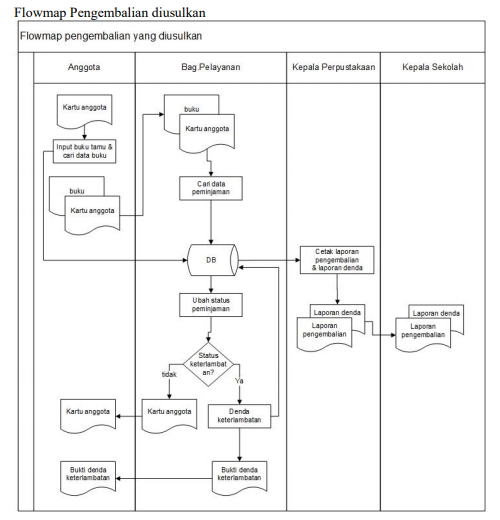 Flowmap Pengembalian diusulkan
Flowmap pengembalian yang diusulkan
Anggota
Bag.Pelayanan
Kepala Perpustakaan
Kepala Sekolah
Kartu anggota
Input buku tamu &
cari data buku
buku
Kartu anggota
buku
Kartu anggota
Cari data
peminjaman
DB
Ubah status
peminjaman
Status
keterlambat
an?
tidak
Ya
Kartu anggota
Kartu anggota
Denda
keterlambatan
Bukti denda
keterlambatan
Bukti denda
keterlambatan
Cetak laporan
pengembalian
& laporan denda
Laporan denda
Laporan
pengembalian
Laporan denda
Laporan
pengembalian